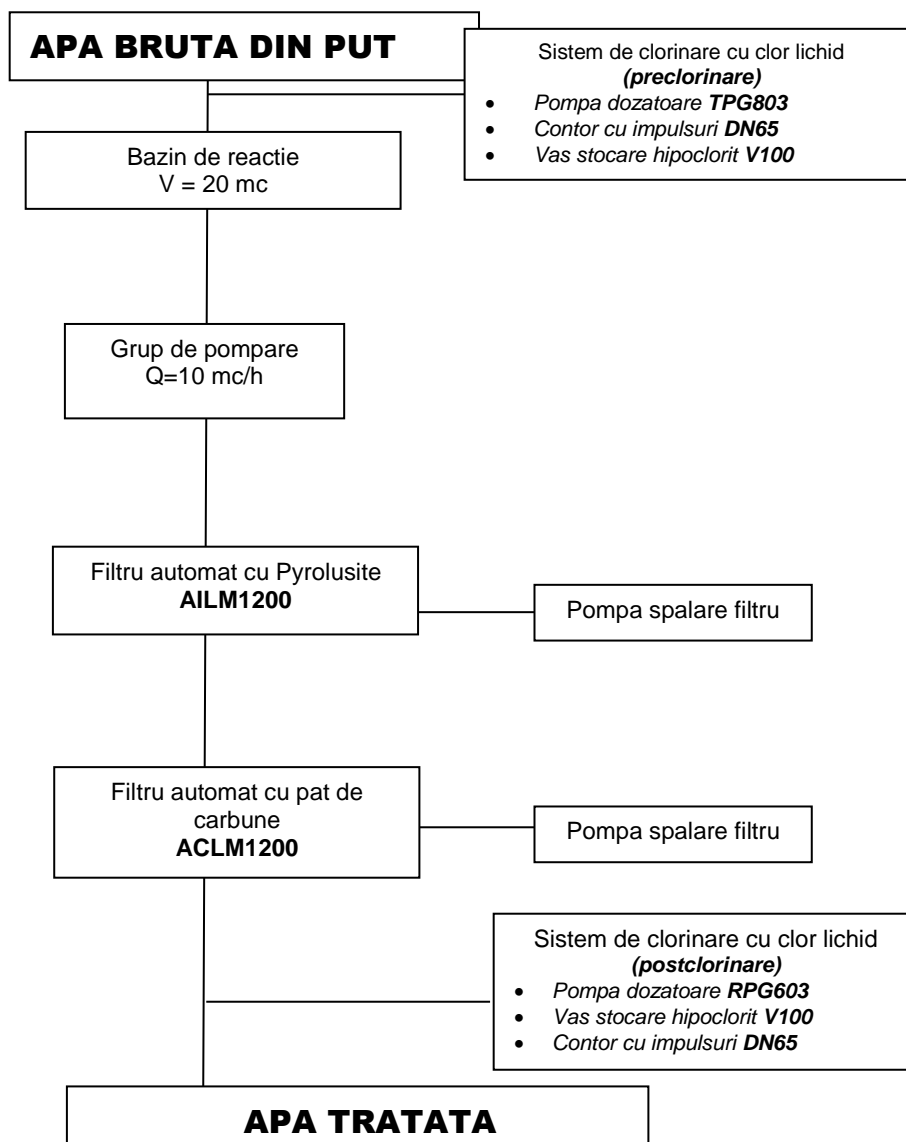 APA BRUTA DIN PUT
Sistem de clorinare cu clor lichid
(preclorinare)
• Pompa dozatoare TPG803
• Contor cu impulsuri DN65
• Vas stocare hipoclorit V100
Bazin de reactie
V = 20 mc
Grup de pompare
Q=10 mc/h
Filtru automat cu Pyrolusite
AILM1200
Pompa spalare filtru
Filtru automat cu pat de
carbune
ACLM1200
Pompa spalare filtru
Sistem de clorinare cu clor lichid
(postclorinare)
• Pompa dozatoare RPG603
• Vas stocare hipoclorit V100
• Contor cu impulsuri DN65
APA TRATATA